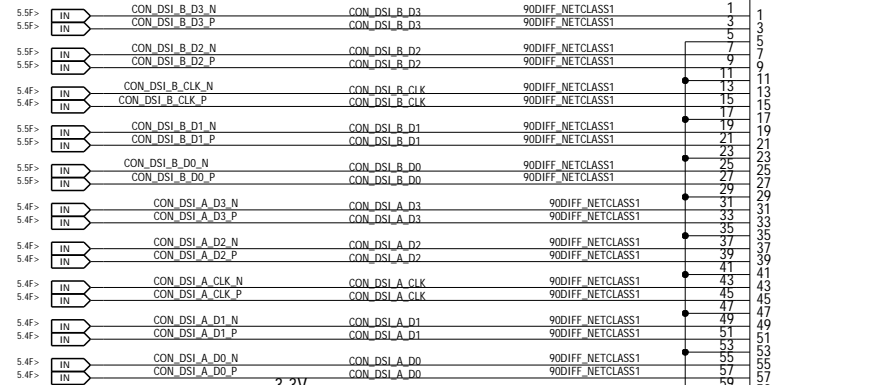 5.5F> IN CON_DSI_B_D3_N CON_DSI_B_D3 90DIFF_NETCLASS1 1 1
5.5F> IN CON_DSI_B_D3_P CON_DSI_B_D3 90DIFF_NETCLASS1 3 3
5 5
5.5F> IN CON_DSI_B_D2_N CON_DSI_B_D2 90DIFF_NETCLASS1 7 7
5.5F> IN CON_DSI_B_D2_P CON_DSI_B_D2 90DIFF_NETCLASS1 9 9
11 11
5.4F> IN CON_DSI_B_CLK_N CON_DSI_B_CLK 90DIFF_NETCLASS1 13 13
5.4F> IN CON_DSI_B_CLK_P CON_DSI_B_CLK 90DIFF_NETCLASS1 15 15
17 17
5.5F> IN CON_DSI_B_D1_N CON_DSI_B_D1 90DIFF_NETCLASS1 19 19
5.5F> IN CON_DSI_B_D1_P CON_DSI_B_D1 90DIFF_NETCLASS1 21 21
23 23
5.5F> IN CON_DSI_B_D0_N CON_DSI_B_D0 90DIFF_NETCLASS1 25 25
5.5F> IN CON_DSI_B_D0_P CON_DSI_B_D0 90DIFF_NETCLASS1 27 27
29 29
5.4F> IN CON_DSI_A_D3_N CON_DSI_A_D3 90DIFF_NETCLASS1 31 31
5.4F> IN CON_DSI_A_D3_P CON_DSI_A_D3 90DIFF_NETCLASS1 33 33
35 35
5.4F> IN CON_DSI_A_D2_N CON_DSI_A_D2 90DIFF_NETCLASS1 37 37
5.4F> IN CON_DSI_A_D2_P CON_DSI_A_D2 90DIFF_NETCLASS1 39 39
41 41
5.4F> IN CON_DSI_A_CLK_N CON_DSI_A_CLK 90DIFF_NETCLASS1 43 43
5.4F> IN CON_DSI_A_CLK_P CON_DSI_A_CLK 90DIFF_NETCLASS1 45 45
47 47
5.4F> IN CON_DSI_A_D1_N CON_DSI_A_D1 90DIFF_NETCLASS1 49 49
5.4F> IN CON_DSI_A_D1_P CON_DSI_A_D1 90DIFF_NETCLASS1 51 51
53 53
5.4F> IN CON_DSI_A_D0_N CON_DSI_A_D0 90DIFF_NETCLASS1 55 55
5.4F> IN CON_DSI_A_D0_P CON_DSI_A_D0 90DIFF_NETCLASS1 57 57
3.3V 59